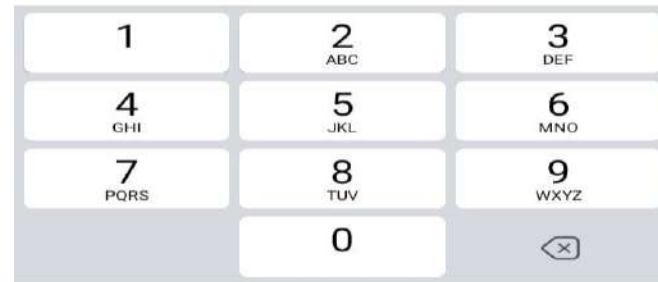 1 2 3
ABC DEF
4 5 6
GHI JKL MNO
7 8 9
PQRS TUV WXYZ
0